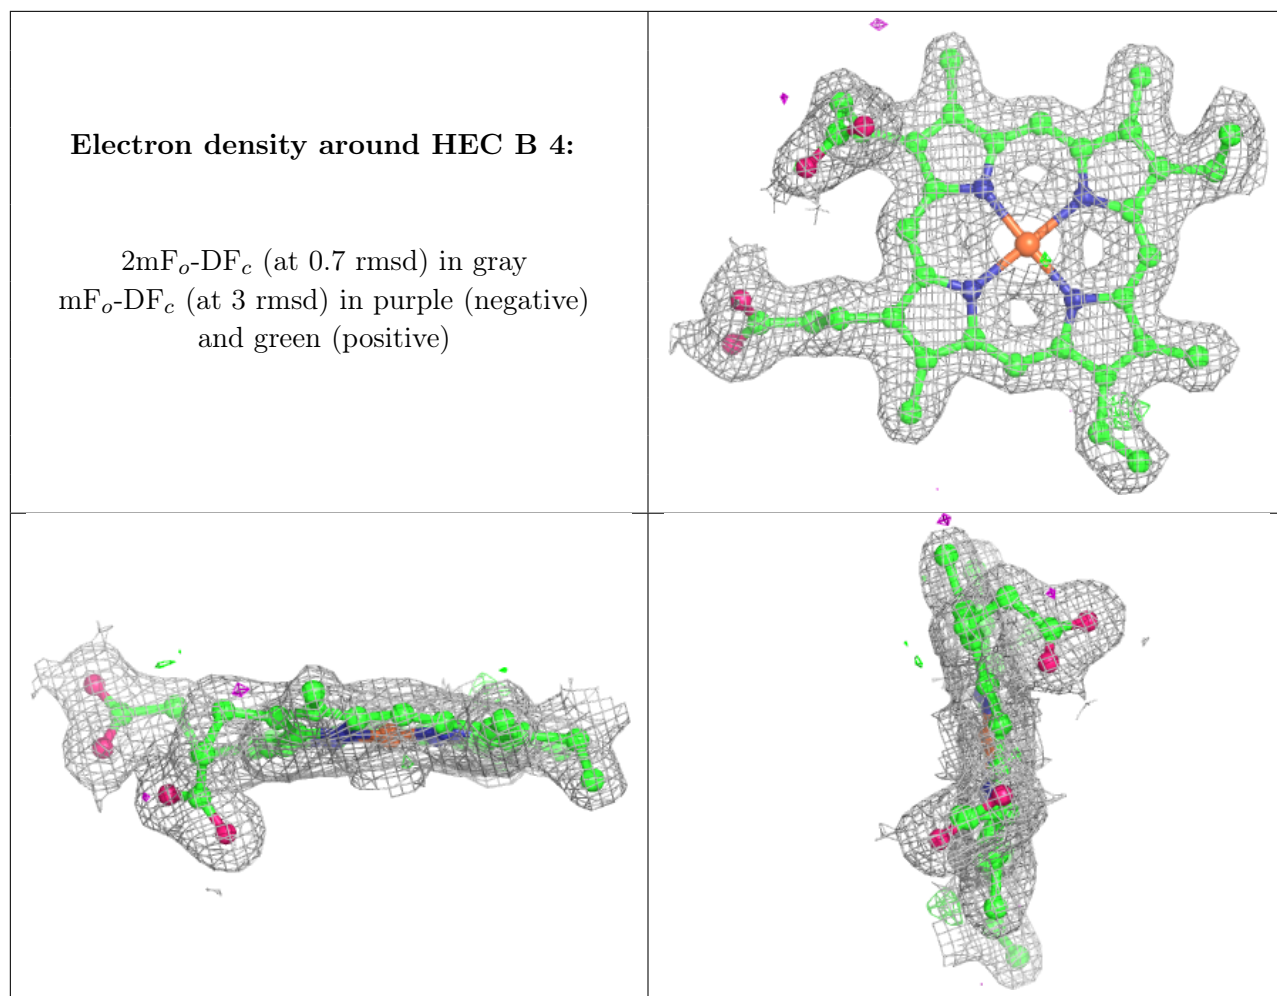 Electron density around HEC B 4:
2mFo-DFc (at 0.7 rmsd) in gray
mFo-DFc (at 3 rmsd) in purple (negative)
and green (positive)